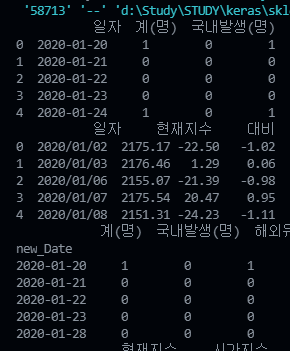 '58713' '--' 'd:\Study\STUDY\keras\skl
일자 계(명) 국내발생(명)
0 2020-01-20 1 0 1
1 2020-01-21 0 0 0
2 2020-01-22 0 0 0
3 2020-01-23 0 0 0
4 2020-01-24 1 0 1
일자 현재지수 대비
0 2020/01/02 2175.17 -22.50 -1.02
1 2020/01/03 2176.46 1.29 0.06
2 2020/01/06 2155.07 -21.39 -0.98
3 2020/01/07 2175.54 20.47 0.95
4 2020/01/08 2151.31 -24.23 -1.11
계(명) 국내발생(명) 해외유
new_Date
2020-01-20 1 0 1
2020-01-21 0 0 0
2020-01-22 0 0 0
2020-01-23 0 0 0
2020-01-28 0 0 0
현재지수 시가지수